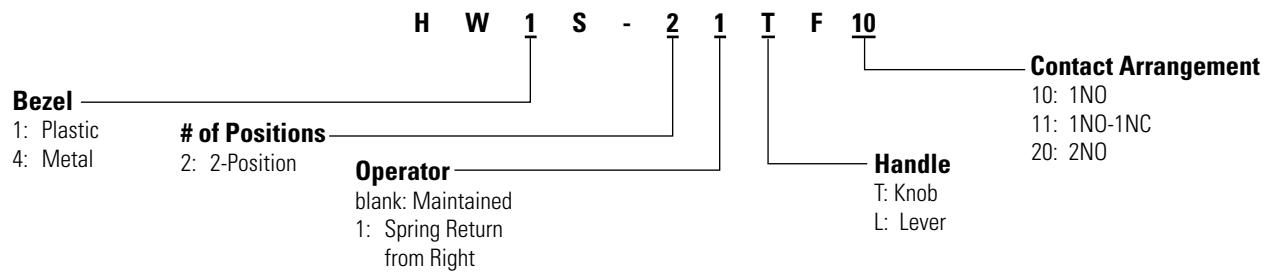 H W 1 S - 2 1 T F 10
Bezel
1: Plastic
4: Metal
# of Positions
2: 2-Position
Operator
blank: Maintained
1: Spring Return
from Right
Handle
T: Knob
L: Lever
Contact Arrangement
10: 1NO
11: 1NO-1NC
20: 2NO